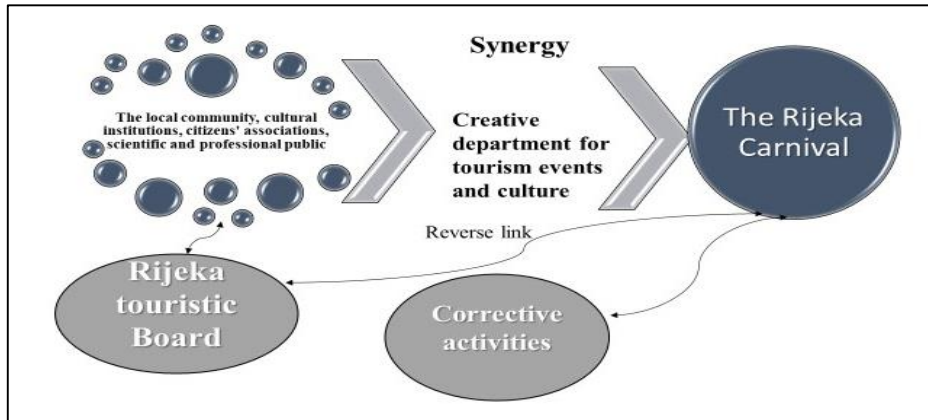 Synergy
The local community, cultural
institutions, citizens' associations,
scientific and professional public
Creative
department for
tourism events
and culture
The Rijeka
Carnival
Reverse link
Rijeka
touristic
Board
Corrective
activities